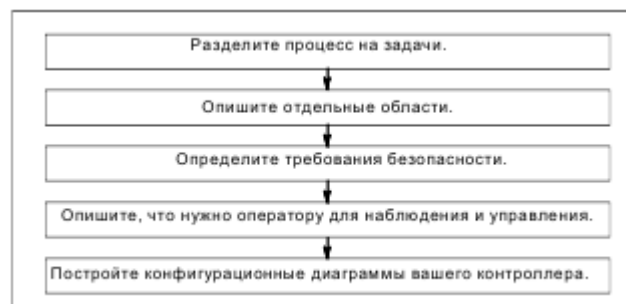 Разделите процесс на задачи.
Опишите отдельные области.
Определите требования безопасности.
Опишите, что нужно оператору для наблюдения и управления.
Постройте конфигурационные диаграммы вашего контроллера.